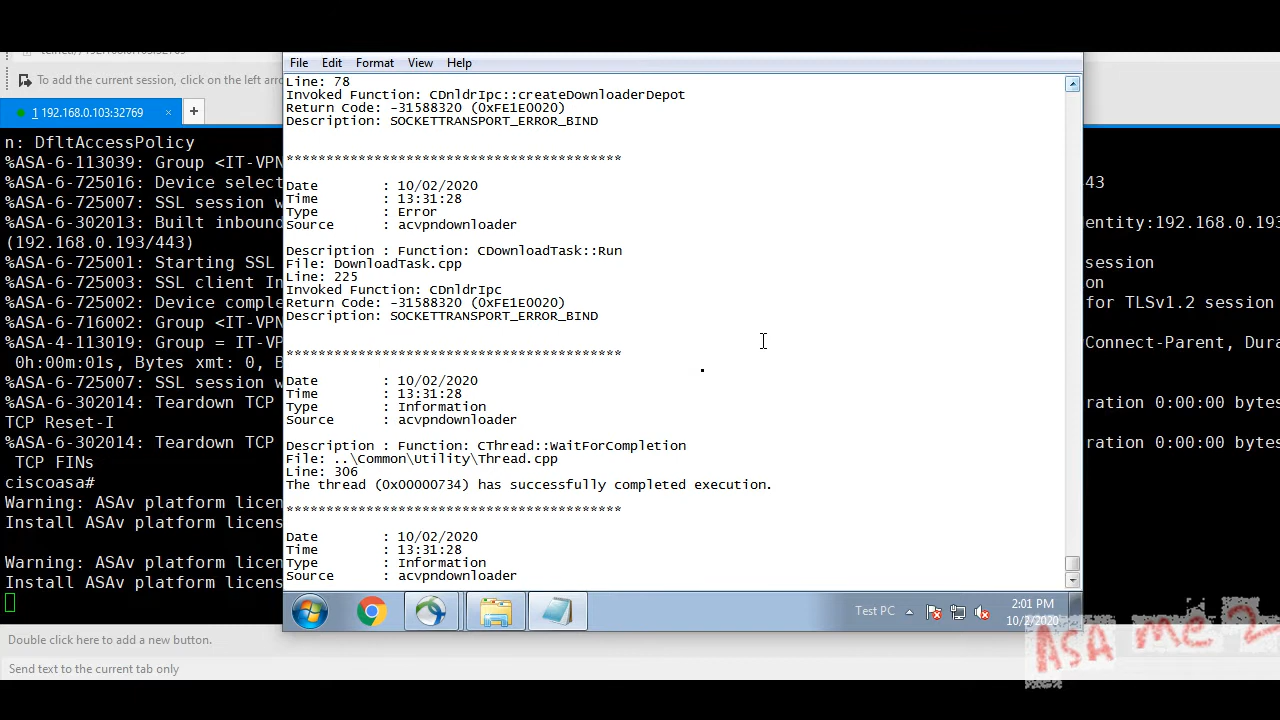 To add the current session, click on the left arr
1 192.168.0.103:32769
×
+
n: DfltAccessPolicy
%ASA-6-113039: Group <IT-VPN
%ASA-6-725016: Device select
43
%ASA-6-725007: SSL session w
%ASA-6-302013: Built inbound
entity:192.168.0.193
(192.168.0.193/443)
%ASA-6-725001: Starting SSL
session
%ASA-6-725003: SSL client In
on
%ASA-6-725002: Device comple
for TLSv1.2 session
%ASA-6-716002: Group <IT-VPN
%ASA-4-113019: Group = IT-VP
Connect-Parent, Dura
0h:00m:01s, Bytes xmt: 0, B
%ASA-6-725007: SSL session w
%ASA-6-302014: Teardown TCP
ration 0:00:00 bytes
TCP Reset-I
%ASA-6-302014: Teardown TCP
ration 0:00:00 bytes
TCP FINs
ciscoasa#
Warning: ASAv platform licen
Install ASAv platform licens
Warning: ASAv platform licen
Install ASAv platform licens
File Edit Format View Help
Line: 78
Invoked Function: CDnldrIpc::createDownloaderDepot
Return Code: -31588320 (0xFE1E0020)
Description: SOCKETTRANSPORT_ERROR_BIND
******************************************
Date : 10/02/2020
Time : 13:31:28
Type : Error
Source : acvpndownloader
Description : Function: CDownloadTask::Run
File: DownloadTask.cpp
Line: 225
Invoked Function: CDnldrIpc
Return Code: -31588320 (0xFE1E0020)
Description: SOCKETTRANSPORT_ERROR_BIND
******************************************
Date : 10/02/2020
Time : 13:31:28
Type : Information
Source : acvpndownloader
Description : Function: CThread::WaitForCompletion
File: ..\Common\Utility\Thread.cpp
Line: 306
The thread (0x00000734) has successfully completed execution.
******************************************
Date : 10/02/2020
Time : 13:31:28
Type : Information
Source : acvpndownloader
Test PC
2:01 PM
10/2/2020
Double click here to add a new button.
Send text to the current tab only
ASA me 2